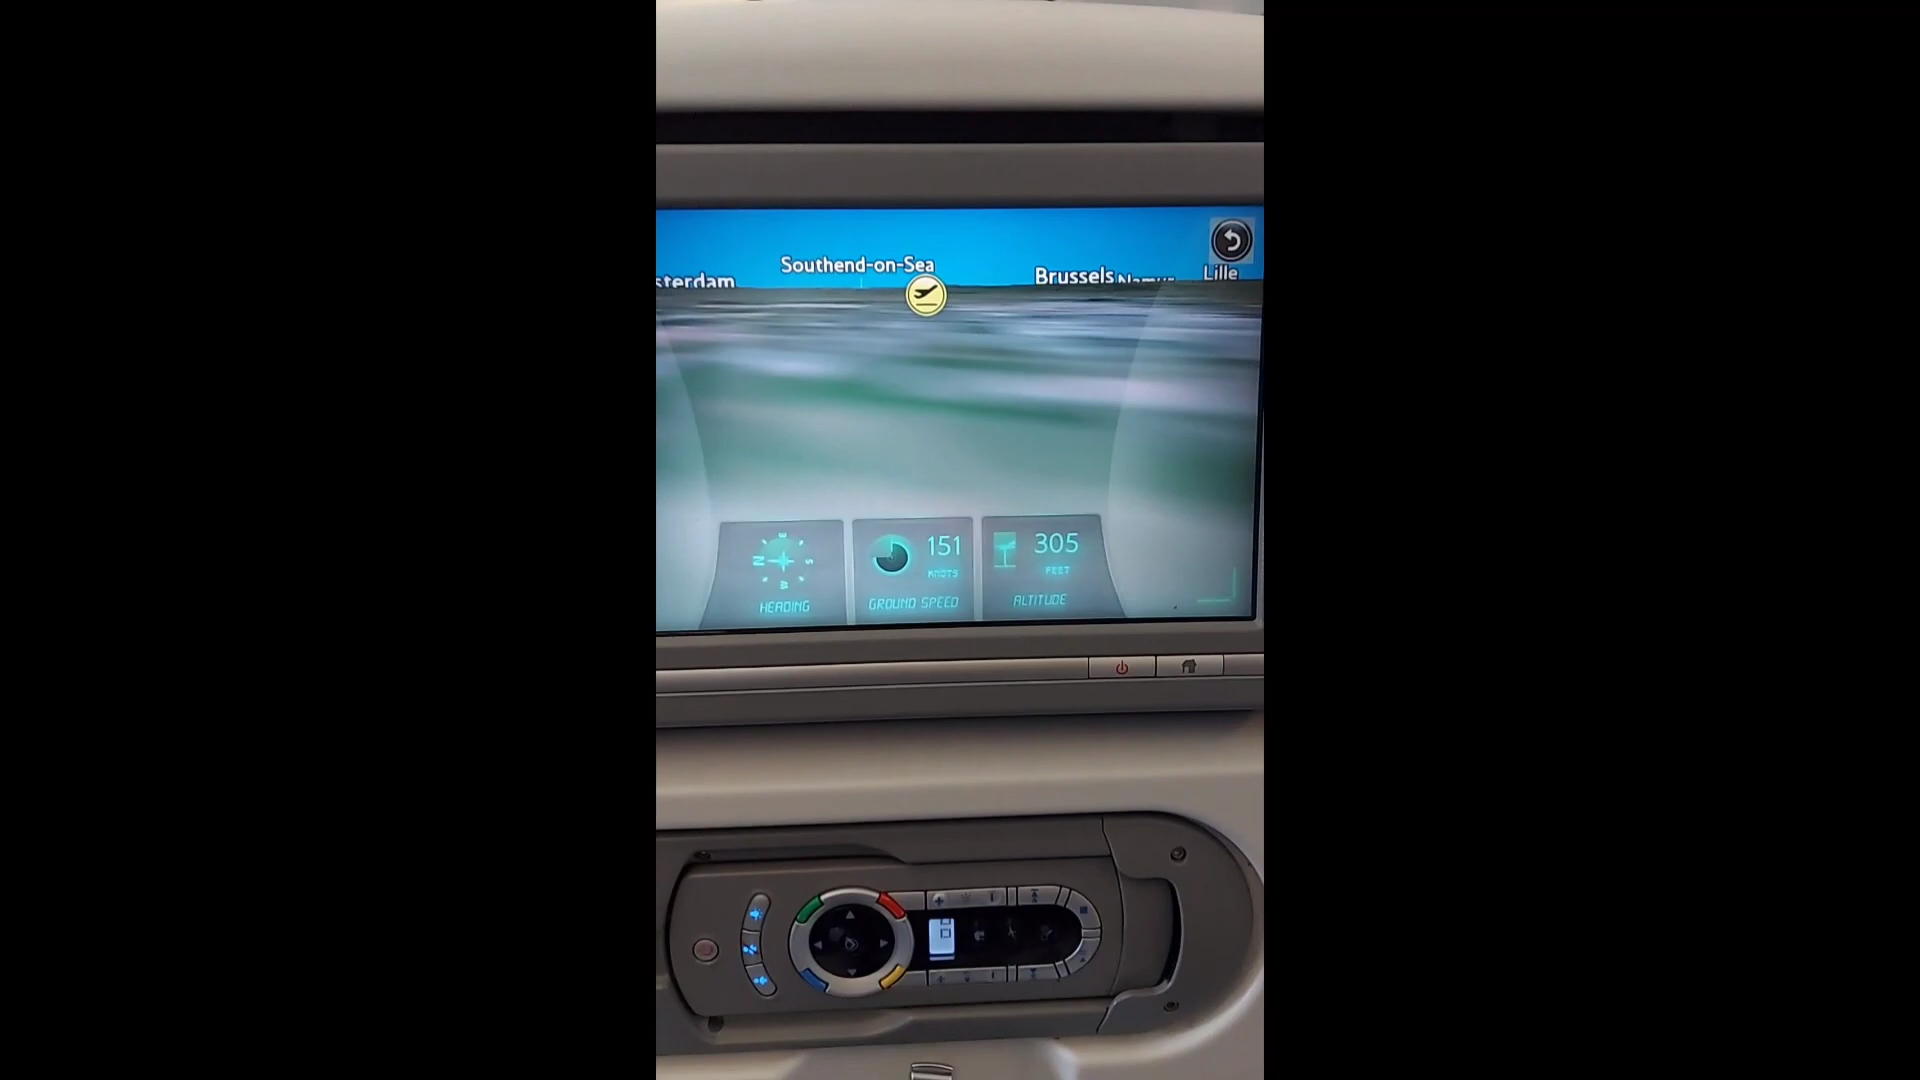 Southend-on-Sea
sterdam
Brussels
Lille
151
KNOTS
GROUND SPEED
305
FEET
ALTITUDE
N
E
S
W
HEADING